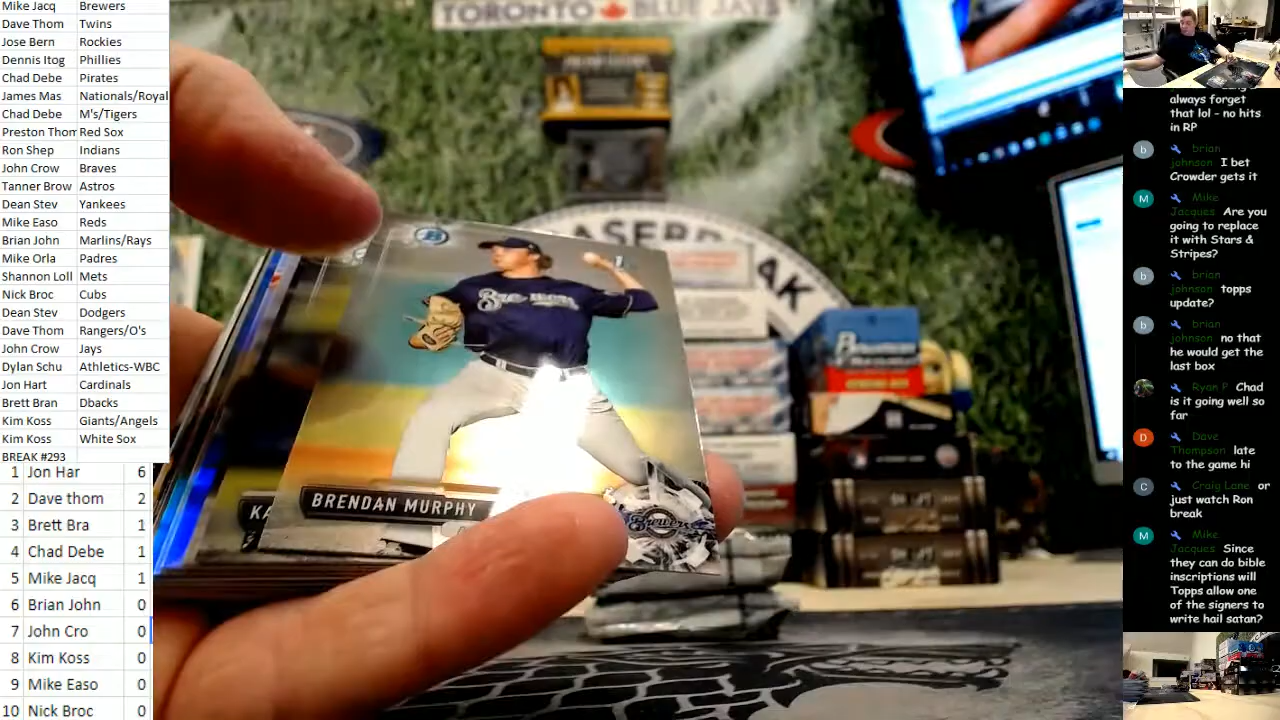 Mike Jacq Brewers
Dave Thom Twins
Jose Bern Rockies
Dennis Itog Phillies
Chad Debe Pirates
James Mas Nationals/Royal
Chad Debe M's/Tigers
Preston Thom Red Sox
Ron Shep Indians
John Crow Braves
Tanner Brow Astros
Dean Stev Yankees
Mike Easo Reds
Brian John Marlins/Rays
Mike Orla Padres
Shannon Loll Mets
Nick Broc Cubs
Dean Stev Dodgers
Dave Thom Rangers/O's
John Crow Jays
Dylan Schu Athletics-WBC
Jon Hart Cardinals
Brett Bran Dbacks
Kim Koss Giants/Angels
Kim Koss White Sox
BREAK #293
1 Jon Har 6
2 Dave thom 2
3 Brett Bra 1
4 Chad Debe 1
5 Mike Jacq 1
6 Brian John 0
7 John Cro 0
8 Kim Koss 0
9 Mike Easo 0
10 Nick Broc 0
TORONTO BLUE JAYS
BASEBALL BREAK
B
Brewers
KA
BRENDAN MURPHY
Brewers
Bowman
always forget
that lol - no hits
in RP
b brian
johnson I bet
Crowder gets it
M Mike
Jacques Are you
going to replace
it with Stars &
Stripes?
b brian
johnson topps
update?
b brian
johnson no that
he would get the
last box
Ryan P Chad
is it going well so
far
D Dave
Thompson late
to the game hi
C Craig Lane or
just watch Ron
break
M Mike
Jacques Since
they can do bible
inscriptions will
Topps allow one
of the signers to
write hail satan?